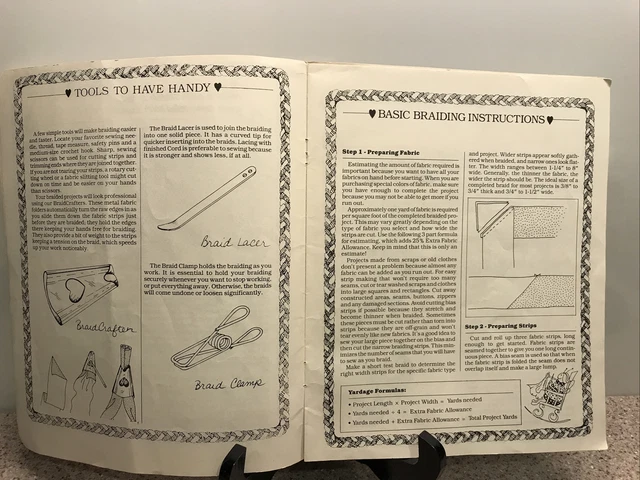 ♥ TOOLS TO HAVE HANDY ♥
A few simple tools will make braiding easier
and faster. Locate your favorite sewing nee-
dle, thread, tape measure, safety pins and a
medium-size crochet hook. Sharp, sewing
scissors can be used for cutting strips and
trimming ends where they are joined together.
If you are tearing your strips, a rotary cut-
ting tool or a fabric slitting tool might cut
down on time and be easier on your hands
than scissors.
Your braided projects will look professional
using our BraidCrafters. These metal fabric
folders automatically turn the raw edges in as
you slide them down the fabric strips just
before they are braided; they hold the edges
there keeping your hands free for braiding.
They also provide a bit of weight to the strips
keeping a tension on the braid, which speeds
up your work noticeably.
BraidCrafter
The Braid Lacer is used to join the braiding
into one solid piece. It has a curved tip for
quicker inserting into the braids. Lacing with
finished Cord is preferable to sewing because
it is stronger and shows less, if at all.
Braid Lacer
The Braid Clamp holds the braiding as you
work. It is essential to hold your braiding
securely whenever you want to stop working,
or put everything away. Otherwise, the braids
will come undone or loosen significantly.
Braid Clamp
♥ BASIC BRAIDING INSTRUCTIONS ♥
Step 1 - Preparing Fabric
Estimating the amount of fabric required is
important because you want to have all your
fabrics on hand before starting. When you are
purchasing special colors of fabric, make sure
you have enough to complete the project
because you may not be able to get more if you
run out.
Approximately one yard of fabric is required
per square foot of the completed braided pro-
ject. This may vary greatly depending on the
type of fabric you select and how wide the
strips are cut. Use the following 3 part formula
for estimating, which adds 25% Extra Fabric
Allowance. Keep in mind that this is only an
estimate!
Projects made from scraps or old clothes
don't present a problem because almost any
fabric can be added as you run out. For easy
strip making that won't require too many
seams, cut or tear washed scraps and clothes
into large squares and rectangles. Cut away
constructed areas, seams, buttons, zippers
and any damaged sections. Avoid cutting bias
strips if possible because they stretch and
become thinner when braided. Sometimes
these pieces must be cut rather than torn into
strips because they are off-grain and won't
tear evenly like new fabrics. It's a good idea to
sew your large pieces together on the bias and
then cut the narrow braiding strips. This min-
imizes the number of seams that you will have
to sew as you braid.
Make a short test braid to determine the
right width strips for the specific fabric type
and project. Wider strips appear softly gath-
ered when braided, and narrow ones look flat-
ter. The width ranges between 1-1/4" to 8"
wide. Generally, the thinner the fabric, the
wider the strip should be. The ideal size of a
completed braid for most projects is 3/8" to
3/4" thick and 3/4" to 1-1/2" wide.
Step 2 - Preparing Strips
Cut and roll up three fabric strips, long
enough to get started. Fabric strips are
seamed together to give you one long contin-
uous piece. A bias seam is used so that when
the fabric strip is folded the seam does not
overlap itself and make a large lump.
Yardage Formulas:
• Project Length × Project Width = Yards needed
• Yards needed ÷ 4 = Extra Fabric Allowance
• Yards needed + Extra Fabric Allowance = Total Project Yards